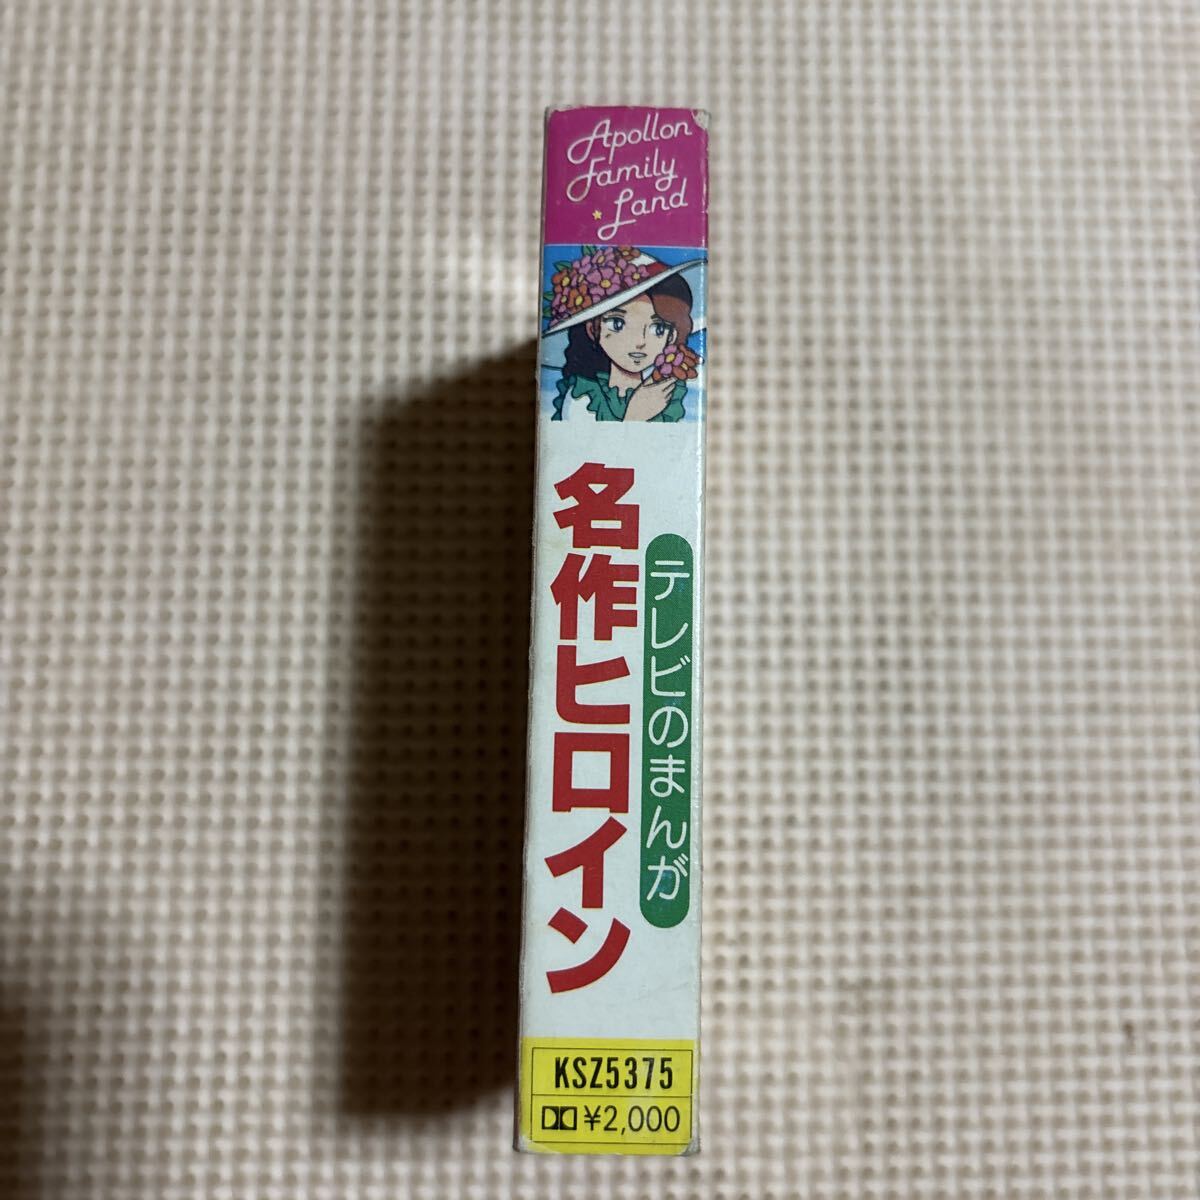 Apollon
Family
Land
テレビのまんが
名作ヒロイン
KSZ5375
¥2,000